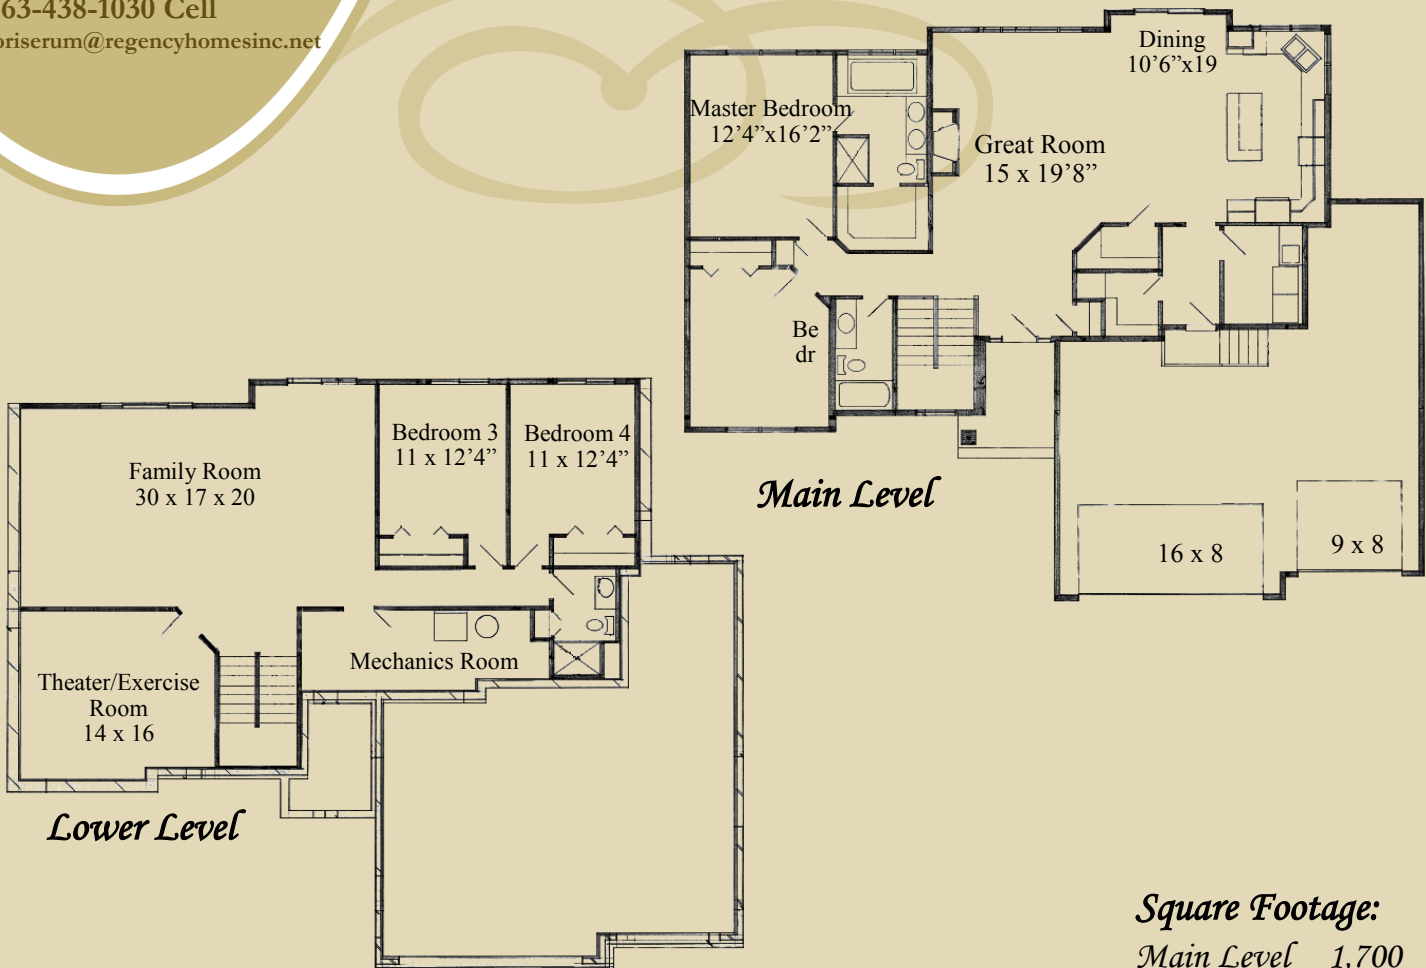 63-438-1030 Cell
oriserum@regencyhomesinc.net
Dining
10'6"x19
Master Bedroom
12'4"x16'2"
Great Room
15 x 19'8"
Be
dr
Main Level
16 x 8
9 x 8
Bedroom 3
11 x 12'4"
Bedroom 4
11 x 12'4"
Family Room
30 x 17 x 20
Mechanics Room
Theater/Exercise
Room
14 x 16
Lower Level
Square Footage:
Main Level 1,700